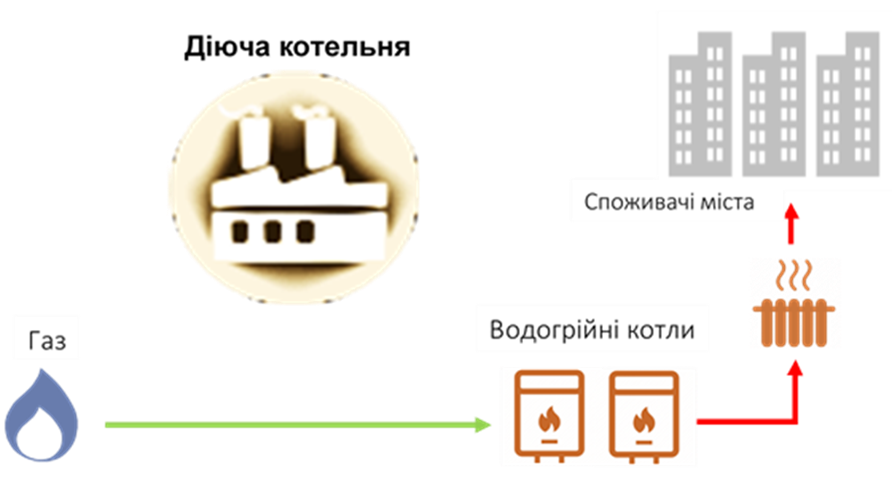 Діюча котельня
Споживачі міста
Газ
Водогрійні котли